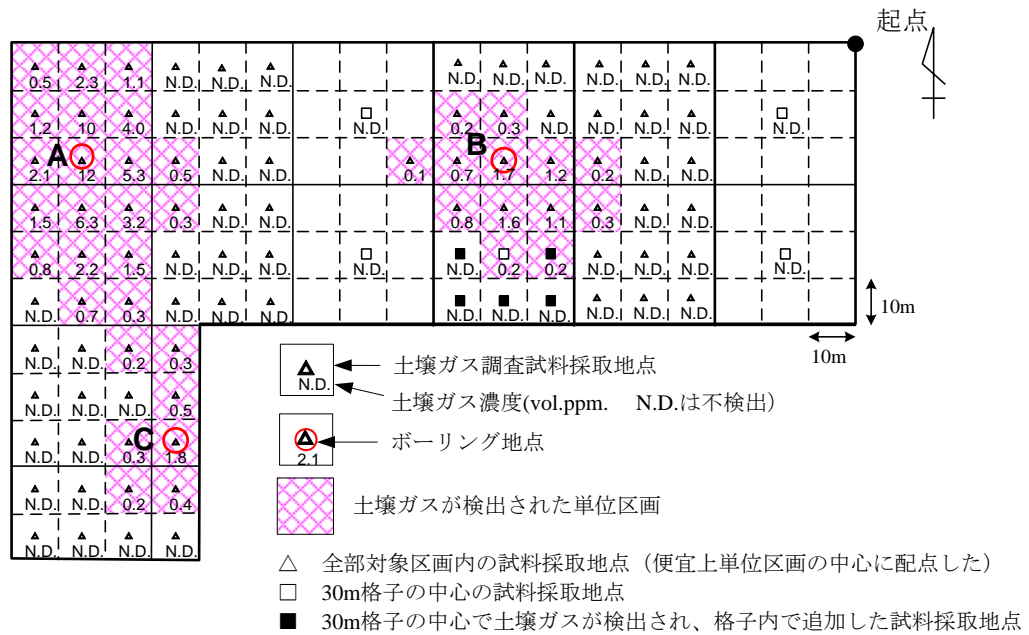 起点
N.D. N.D. N.D. N.D. N.D. N.D. N.D. N.D. N.D.
0.5 2.3 1.1
1.2 10 4.0 N.D. N.D. N.D. N.D. 0.2 0.3 N.D. N.D. N.D. N.D. N.D.
A B
2.1 12 5.3 0.5 N.D. N.D. 0.1 0.7 1.7 1.2 0.2 N.D. N.D.
1.5 6.3 3.2 0.3 N.D. N.D. 0.8 1.6 1.1 0.3 N.D. N.D.
0.8 2.2 1.5 N.D. N.D. N.D. N.D. N.D. 0.2 0.2 N.D. N.D. N.D. N.D.
N.D. 0.7 0.3 N.D. N.D. N.D. N.D. N.D. N.D. N.D. N.D. N.D.
10m
10m
N.D. N.D. 0.2 0.3
N.D. N.D. N.D. 0.5
C
N.D. N.D. 0.3 1.8
N.D. N.D. 0.2 0.4
N.D. N.D. N.D. N.D.
土壌ガス調査試料採取地点
N.D.
土壌ガス濃度(vol.ppm. N.D.は不検出)
ボーリング地点
2.1
土壌ガスが検出された単位区画
△ 全部対象区画内の試料採取地点（便宜上単位区画の中心に配点した）
□ 30m格子の中心の試料採取地点
■ 30m格子の中心で土壌ガスが検出され、格子内で追加した試料採取地点